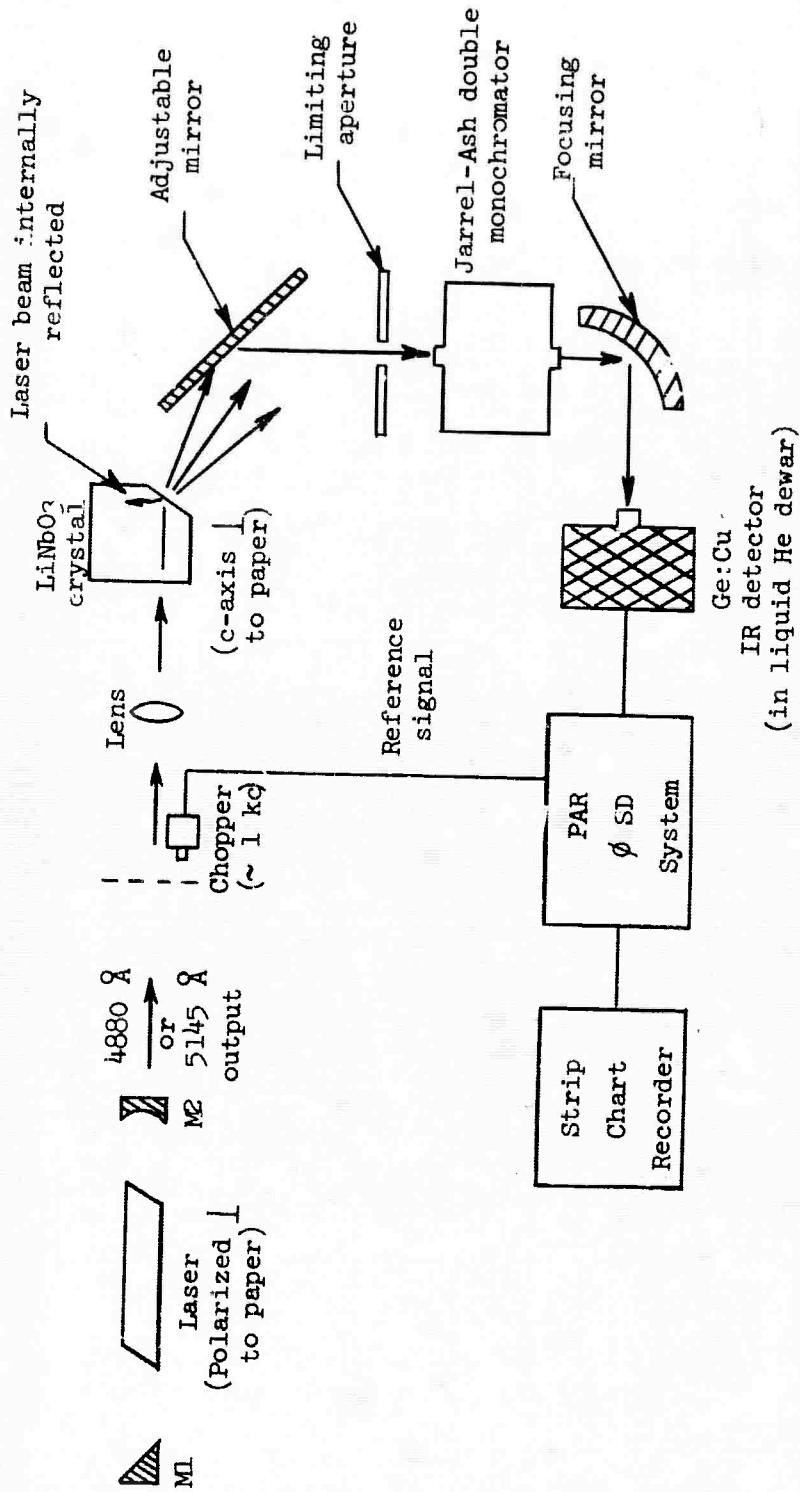 M1
Laser
(Polarized ⊥
to paper)
M2
4880 Å
or
5145 Å
output
Chopper
(~ 1 kc)
Lens
LiNbO3
crystal
(c-axis ⊥
to paper)
Laser beam internally
reflected
Adjustable
mirror
Limiting
aperture
Jarrel-Ash double
monochromator
Focusing
mirror
Reference
signal
Ge:Cu
IR detector
(in liquid He dewar)
PAR
ø SD
System
Strip
Chart
Recorder